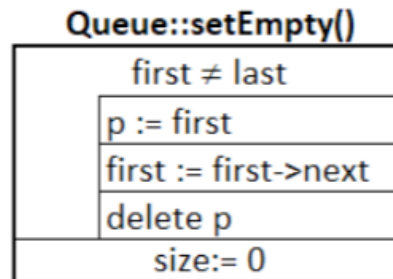 Queue::setEmpty()
first ≠ last
p := first
first := first->next
delete p
size:= 0